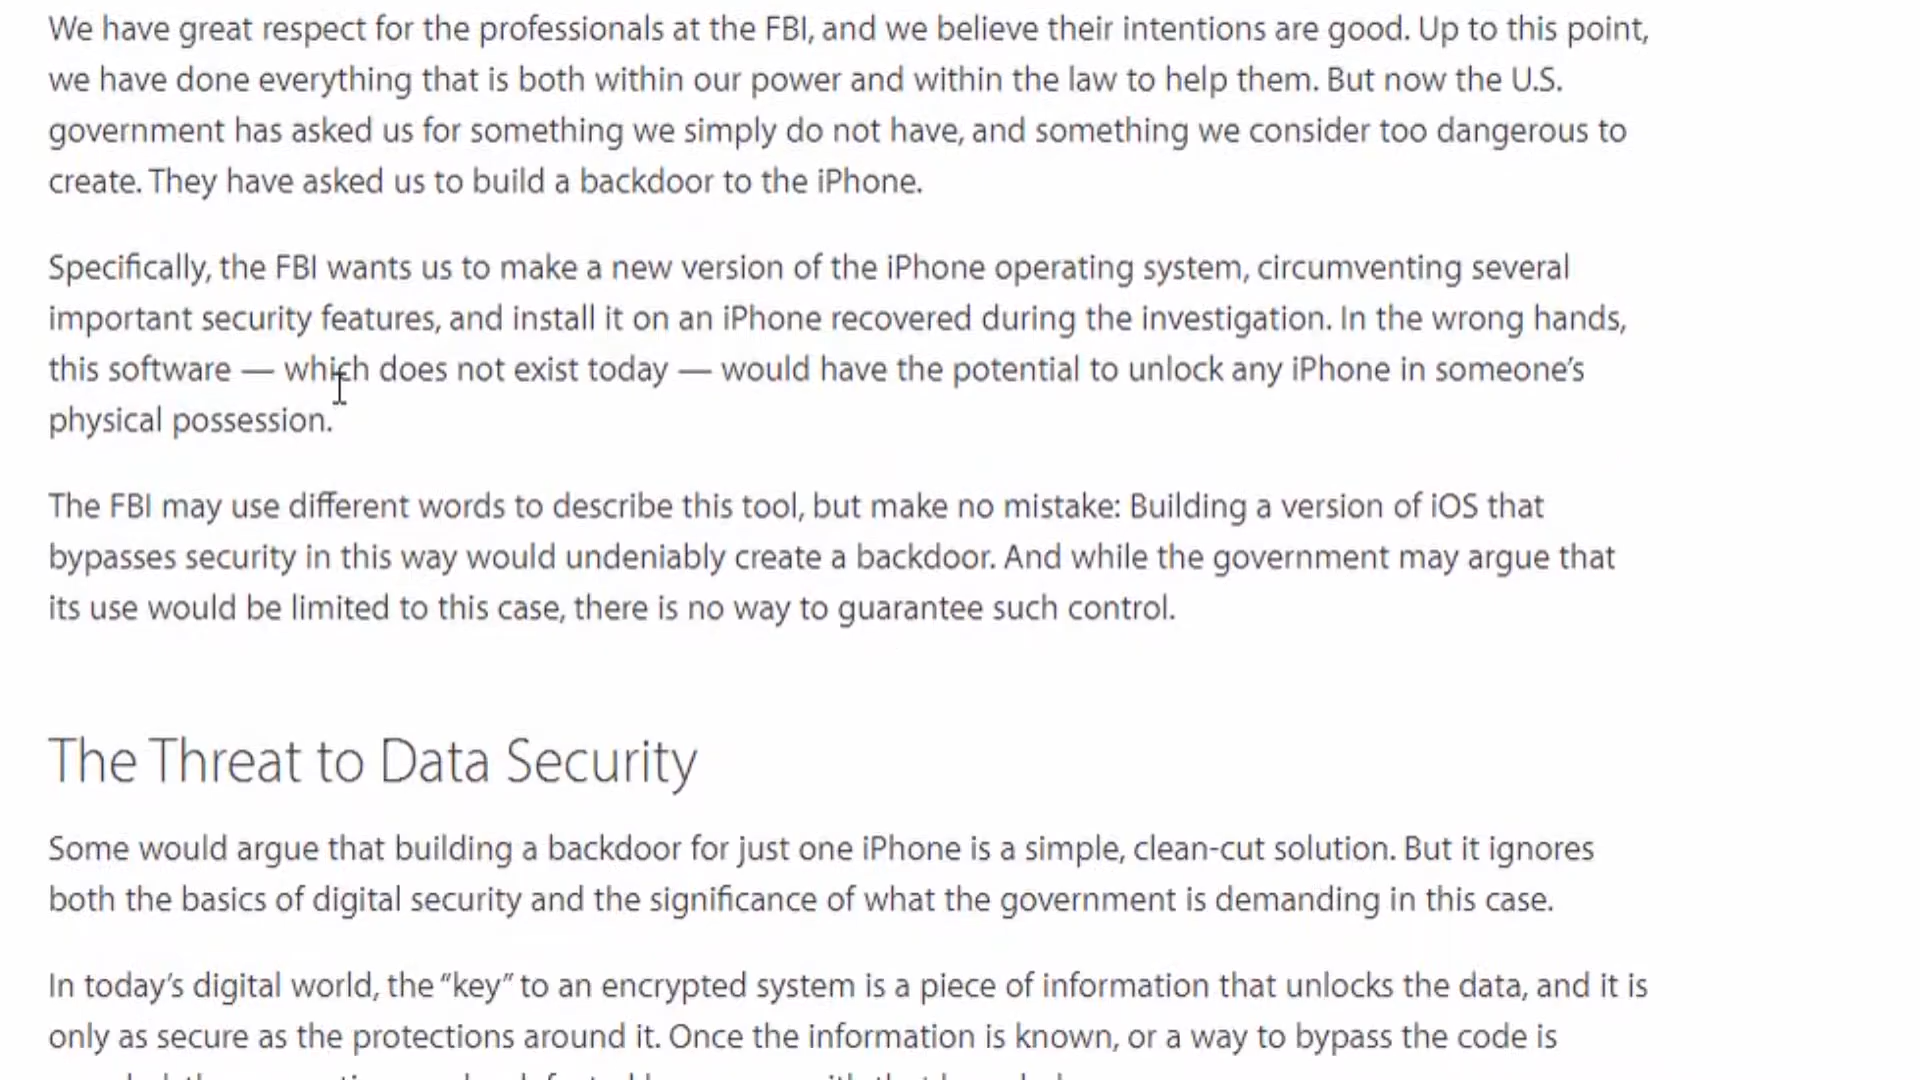 We have great respect for the professionals at the FBI, and we believe their intentions are good. Up to this point,
we have done everything that is both within our power and within the law to help them. But now the U.S.
government has asked us for something we simply do not have, and something we consider too dangerous to
create. They have asked us to build a backdoor to the iPhone.
Specifically, the FBI wants us to make a new version of the iPhone operating system, circumventing several
important security features, and install it on an iPhone recovered during the investigation. In the wrong hands,
this software — which does not exist today — would have the potential to unlock any iPhone in someone’s
physical possession.
The FBI may use different words to describe this tool, but make no mistake: Building a version of iOS that
bypasses security in this way would undeniably create a backdoor. And while the government may argue that
its use would be limited to this case, there is no way to guarantee such control.
The Threat to Data Security
Some would argue that building a backdoor for just one iPhone is a simple, clean-cut solution. But it ignores
both the basics of digital security and the significance of what the government is demanding in this case.
In today’s digital world, the “key” to an encrypted system is a piece of information that unlocks the data, and it is
only as secure as the protections around it. Once the information is known, or a way to bypass the code is